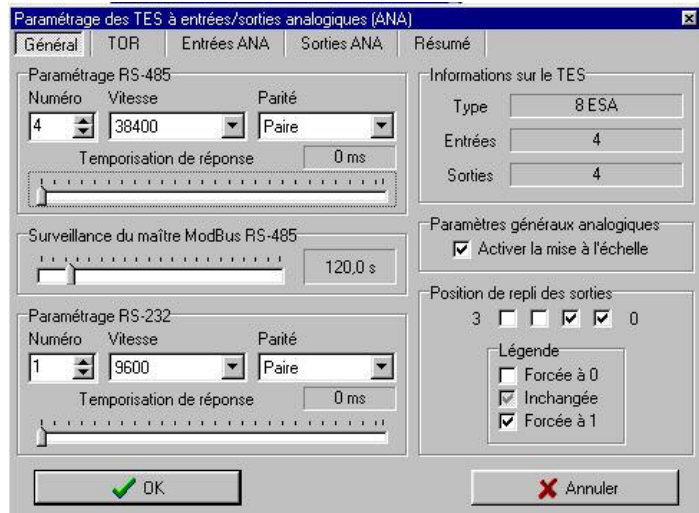 Paramétrage des TES à entrées/sorties analogiques (ANA)
Général TOR Entrées ANA Sorties ANA Résumé
Paramétrage RS-485
Numéro Vitesse Parité
4 38400 Paire
Temporisation de réponse 0 ms
Surveillance du maître ModBus RS-485
120,0 s
Paramétrage RS-232
Numéro Vitesse Parité
1 9600 Paire
Temporisation de réponse 0 ms
Informations sur le TES
Type 8 ESA
Entrées 4
Sorties 4
Paramètres généraux analogiques
Activer la mise à l'échelle
Position de repli des sorties
3 0
Légende
Forcée à 0
Inchangée
Forcée à 1
OK
Annuler